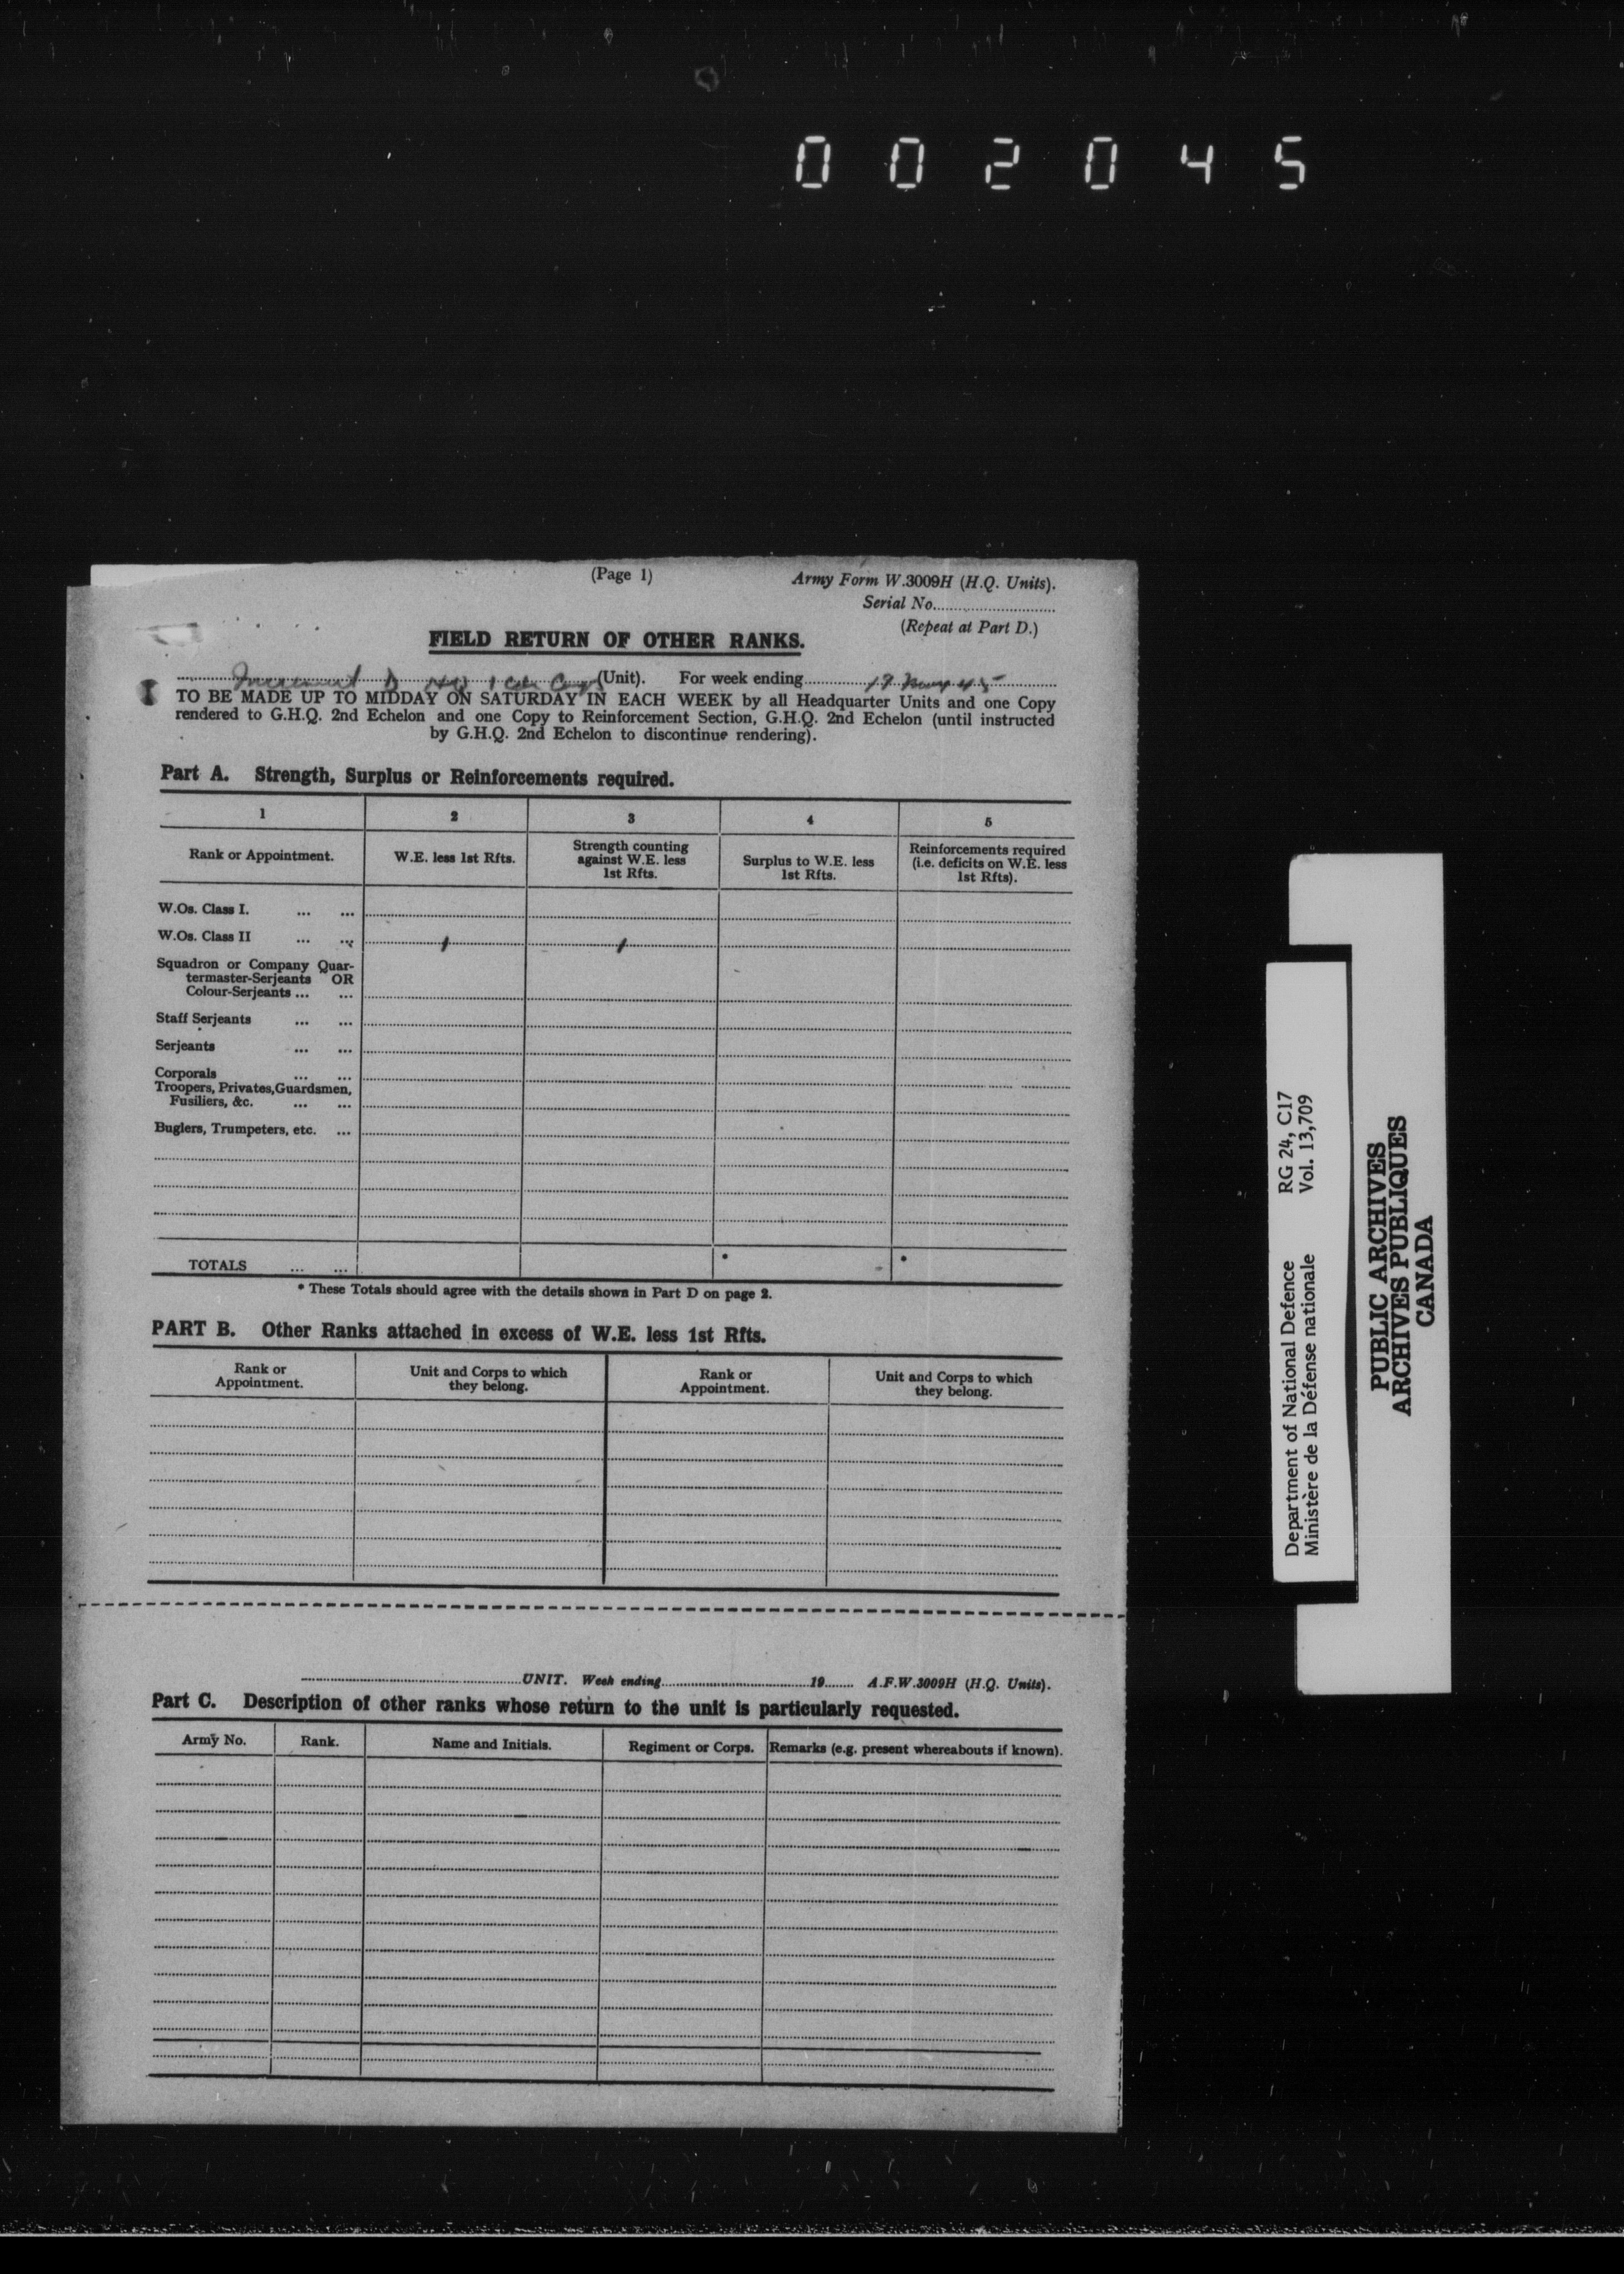 0 0 2 0 4 5
(Page 1)
Army Form W.3009H (H.Q. Units).
Serial No.
(Repeat at Part D.)
FIELD RETURN OF OTHER RANKS.
Increment to HQ 1 Cdn Corps (Unit). For week ending 45
TO BE MADE UP TO MIDDAY ON SATURDAY IN EACH WEEK by all Headquarter Units and one Copy
rendered to G.H.Q. 2nd Echelon and one Copy to Reinforcement Section, G.H.Q. 2nd Echelon (until instructed
by G.H.Q. 2nd Echelon to discontinue rendering).
Part A. Strength, Surplus or Reinforcements required.
1 2 3 4 5
Rank or Appointment. W.E. less 1st Rfts. Strength counting against W.E. less 1st Rfts. Surplus to W.E. less 1st Rfts. Reinforcements required (i.e. deficits on W.E. less 1st Rfts).
W.Os. Class I. ... ...
W.Os. Class II ... ... 1 1
Squadron or Company Quar-
termaster-Serjeants OR
Colour-Serjeants ... ...
Staff Serjeants ... ...
Serjeants ... ...
Corporals ... ...
Troopers, Privates,Guardsmen,
Fusiliers, &c. ... ...
Buglers, Trumpeters, etc. ...
TOTALS ... ... * *
* These Totals should agree with the details shown in Part D on page 2.
PART B. Other Ranks attached in excess of W.E. less 1st Rfts.
Rank or Appointment. Unit and Corps to which they belong. Rank or Appointment. Unit and Corps to which they belong.
UNIT. Week ending 19 A.F.W.3009H (H.Q. Units).
Part C. Description of other ranks whose return to the unit is particularly requested.
Army No. Rank. Name and Initials. Regiment or Corps. Remarks (e.g. present whereabouts if known).
Department of National Defence RG 24, C17
Ministère de la Défense nationale Vol. 13,709
PUBLIC ARCHIVES
ARCHIVES PUBLIQUES
CANADA